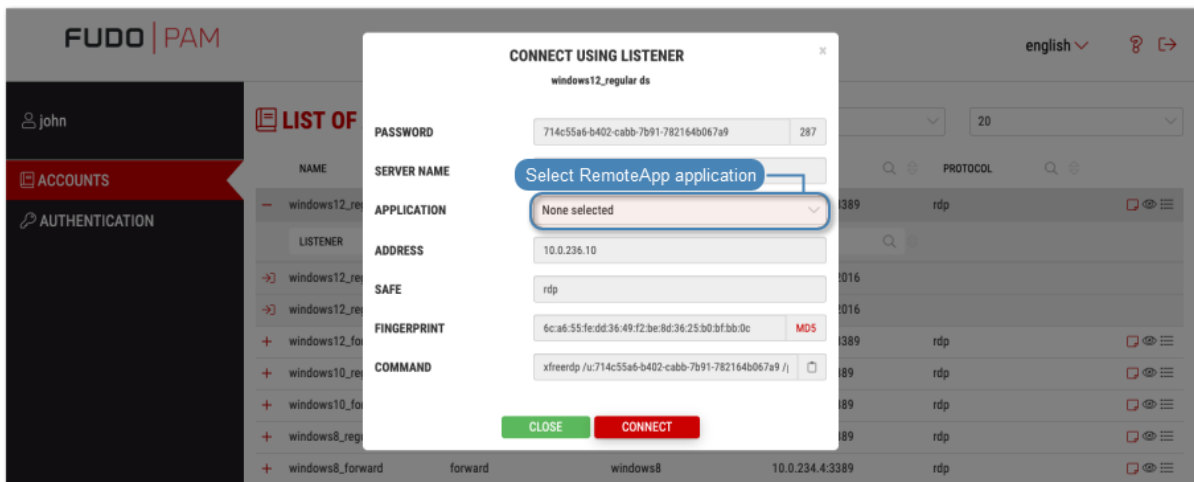 FUDO PAM
english
CONNECT USING LISTENER
windows12_regular ds
x
john
LIST OF
20
PASSWORD
714c55a6-b402-cabb-7b91-782164b067a9
287
NAME
SERVER NAME
Select RemoteApp application
PROTOCOL
ACCOUNTS
windows12_re
APPLICATION
None selected
3389
rdp
AUTHENTICATION
LISTENER
ADDRESS
10.0.236.10
windows12_re
SAFE
rdp
2016
windows12_re
2016
FINGERPRINT
6c:a6:55:fe:dd:36:49:f2:be:8d:36:25:b0:bf:bb:0c
MD5
windows12_fo
3389
rdp
COMMAND
xfreerdp /u:714c55a6-b402-cabb-7b91-782164b067a9 /
windows10_re
389
rdp
windows10_fo
389
rdp
CLOSE
CONNECT
windows8_reg
389
rdp
windows8_forward
forward
windows8
10.0.234.4:3389
rdp